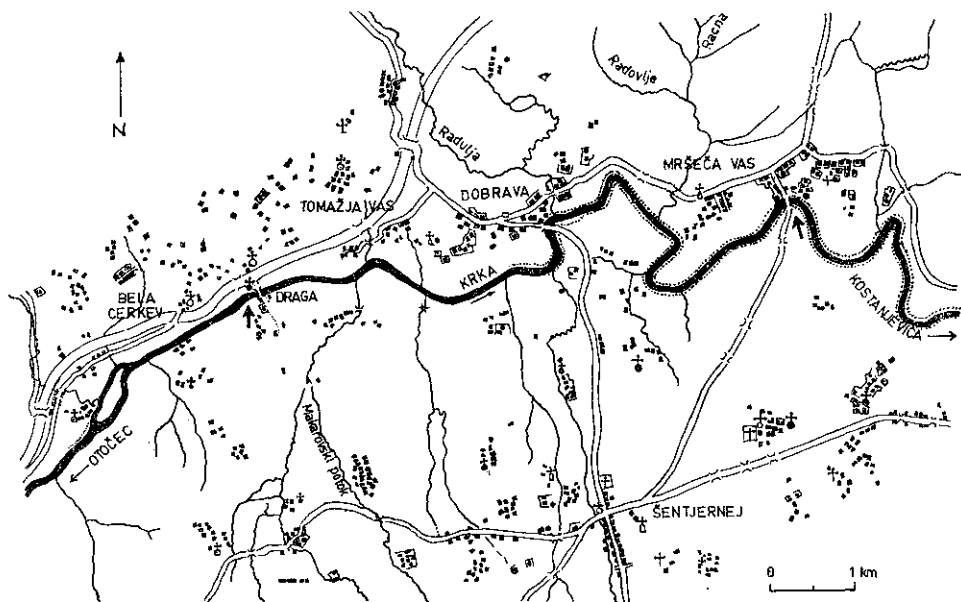 N
Račna
Radovlje
Radulja
MRŠEČA VAS
DOBRAVA
TOMAŽJA VAS
KRKA
BELA
CERKEV
DRAGA
KOSTANJEVICA
OTOČEC
Makarovski potok
ŠENTJERNEJ
0 1 km